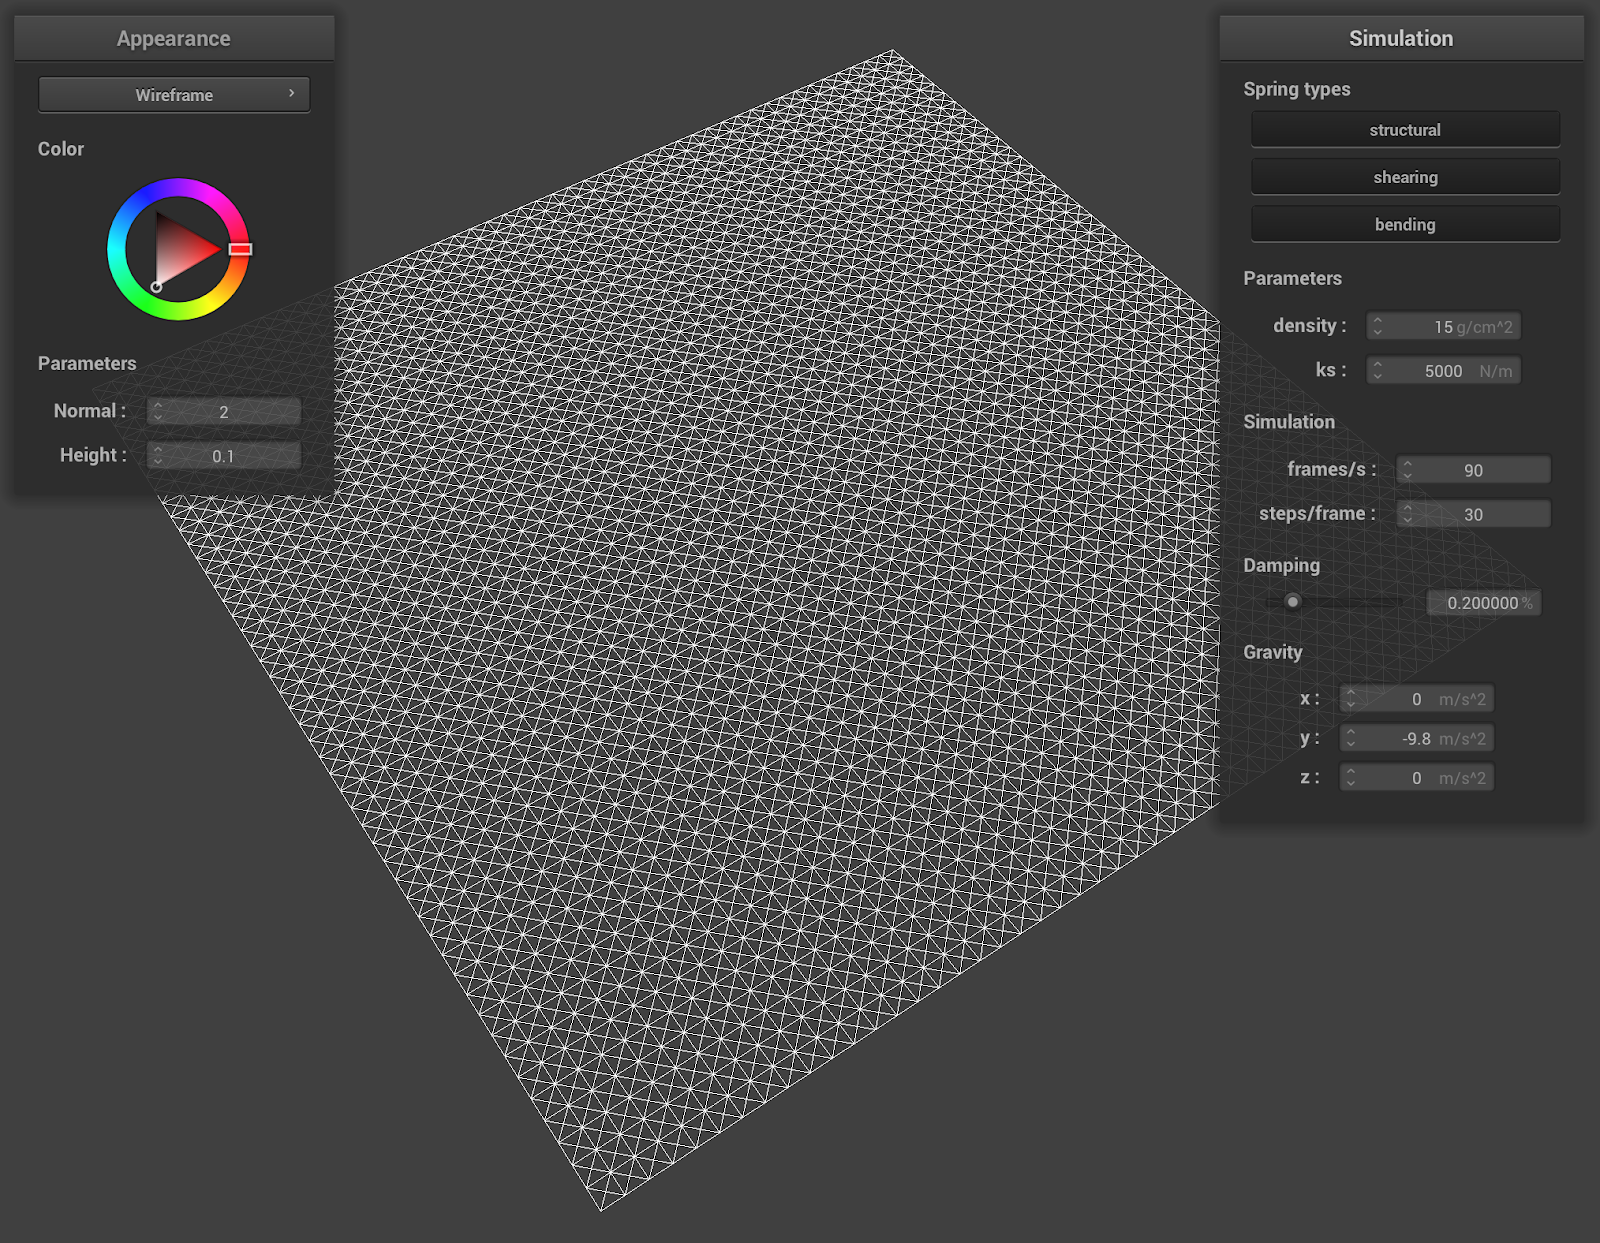 Appearance
Wireframe
Color
Parameters
Normal : 2
Height : 0.1
Simulation
Spring types
structural
shearing
bending
Parameters
density : 15 g/cm^2
ks : 5000 N/m
Simulation
frames/s : 90
steps/frame : 30
Damping
0.200000 %
Gravity
x : 0 m/s^2
y : -9.8 m/s^2
z : 0 m/s^2